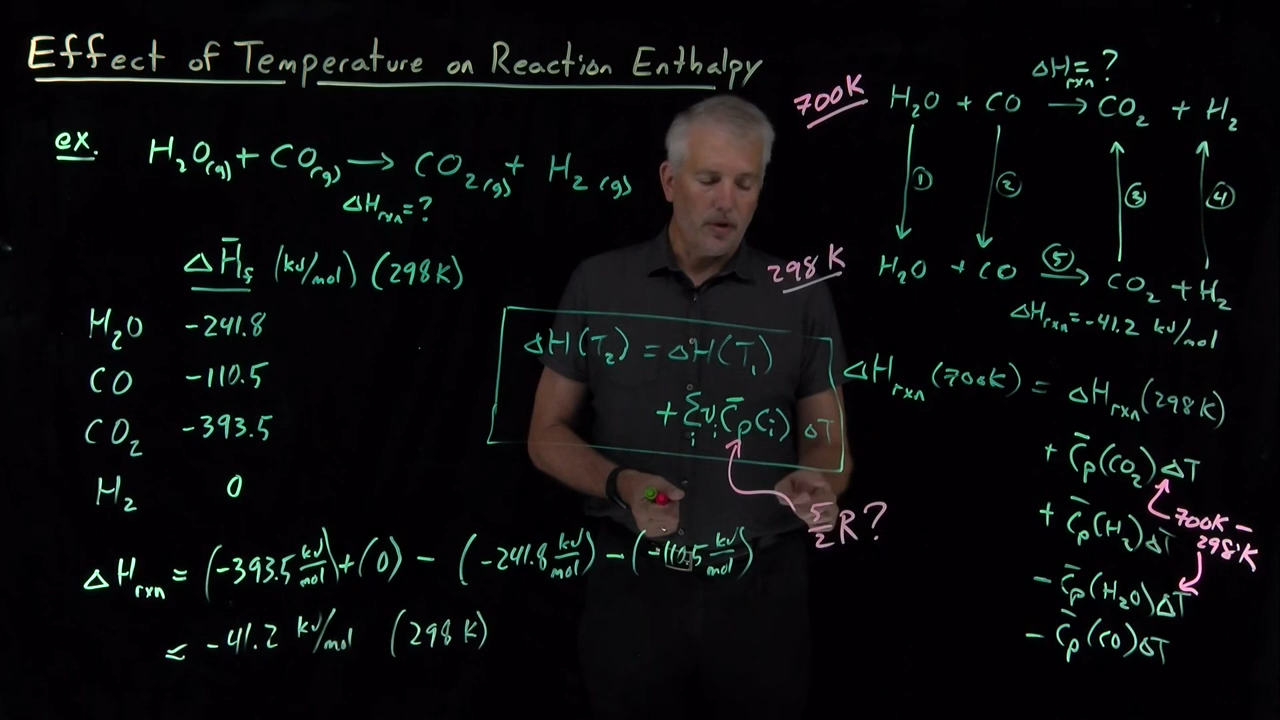 Effect of Temperature on Reaction Enthalpy
ex. H₂O(g) + CO(g) → CO₂(g) + H₂(g)
ΔHrxn = ?
ΔH̄f (kJ/mol) (298K)
H₂O -241.8
CO -110.5
CO₂ -393.5
H₂ 0
ΔHrxn = (-393.5 kJ/mol) + (0) - (-241.8 kJ/mol) - (-110.5 kJ/mol)
= -41.2 kJ/mol (298K)
ΔH(T₂) = ΔH(T₁)
+ Σᵢ νᵢ C̄p(i) ΔT
5/2 R?
ΔHrxn = ?
700K H₂O + CO → CO₂ + H₂
① ② ③ ④
298K H₂O + CO ⑤→ CO₂ + H₂
ΔHrxn = -41.2 kJ/mol
ΔHrxn(700K) = ΔHrxn(298K)
+ C̄p(CO₂)ΔT
+ C̄p(H₂)ΔT
- C̄p(H₂O)ΔT
- C̄p(CO)ΔT
700K -
298K